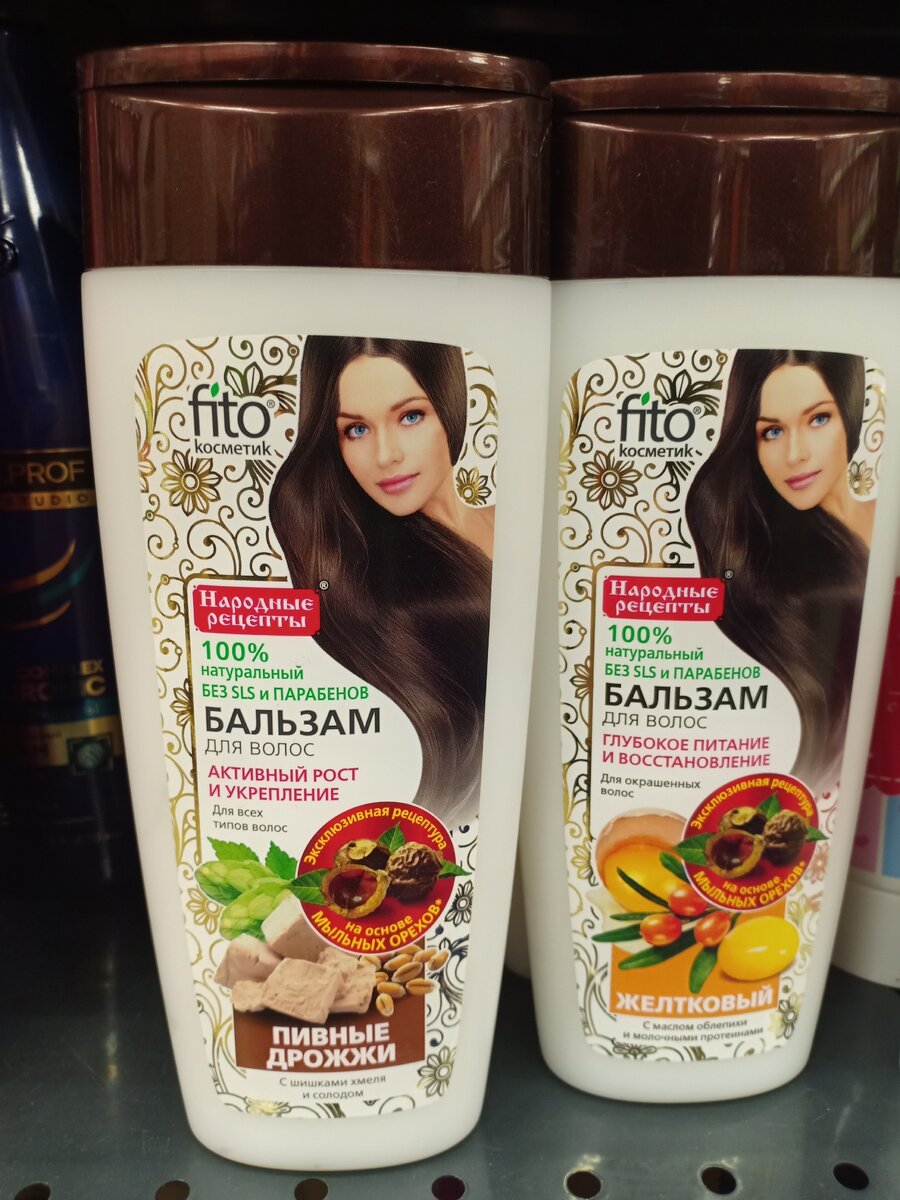 fito®
косметик
Народные
рецепты®
100%
натуральный
БЕЗ SLS и ПАРАБЕНОВ
БАЛЬЗАМ
ДЛЯ ВОЛОС
АКТИВНЫЙ РОСТ
И УКРЕПЛЕНИЕ
Для всех
типов волос
Эксклюзивная рецептура
на основе
МЫЛЬНЫХ ОРЕХОВ*
ПИВНЫЕ
ДРОЖЖИ
С шишками хмеля
и солодом
fito®
косметик
Народные
рецепты®
100%
натуральный
БЕЗ SLS и ПАРАБЕНОВ
БАЛЬЗАМ
ДЛЯ ВОЛОС
ГЛУБОКОЕ ПИТАНИЕ
И ВОССТАНОВЛЕНИЕ
Для окрашенных
волос
Эксклюзивная рецептура
на основе
МЫЛЬНЫХ ОРЕХОВ*
ЖЕЛТКОВЫЙ
С маслом облепихи
и молочными протеинами
PROF
STUDIO